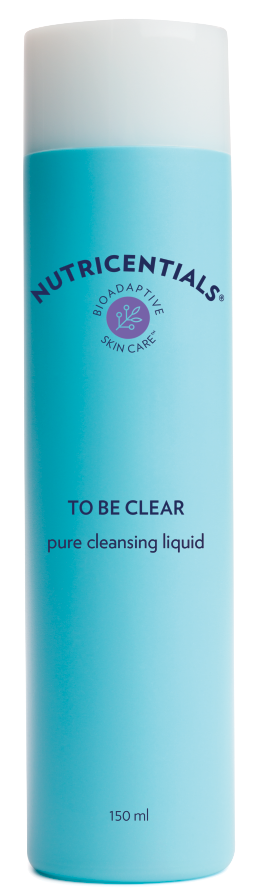 NUTRICENTIALS®
BIOADAPTIVE
SKIN CARE™
TO BE CLEAR
pure cleansing liquid
150 ml